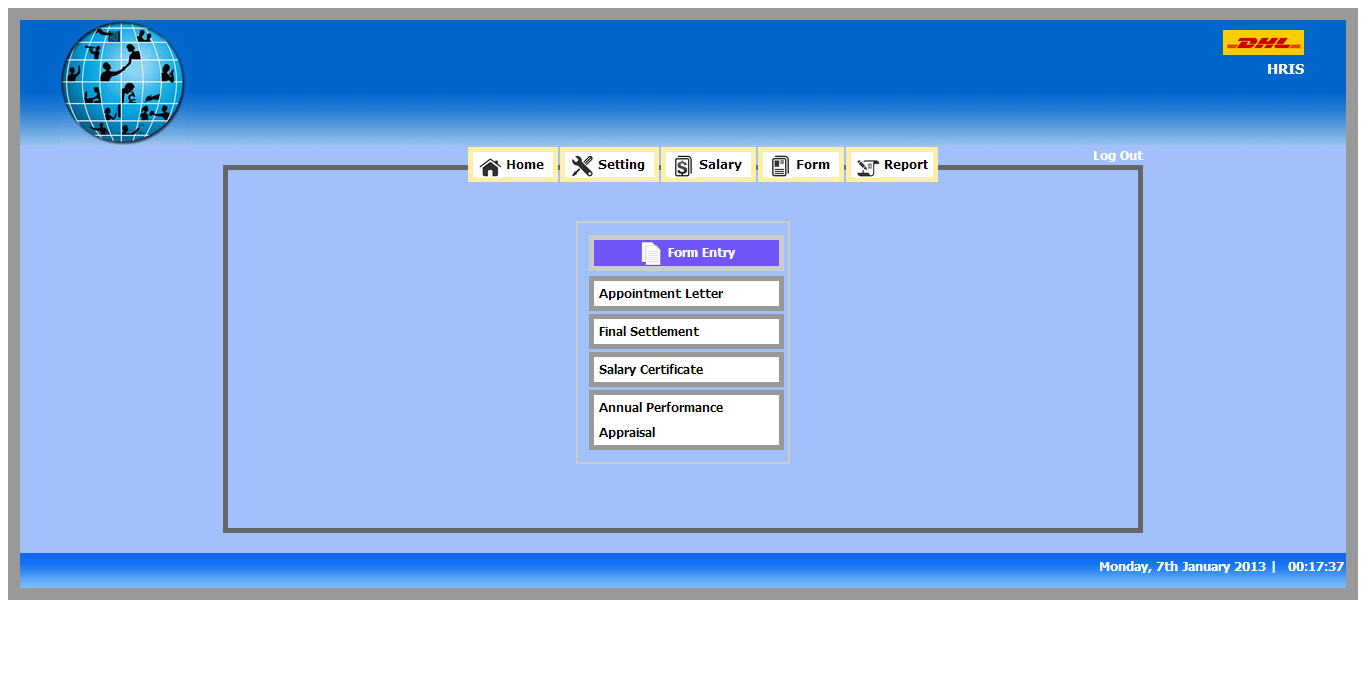 DHL
HRIS
Log Out
Home Setting Salary Form Report
Form Entry
Appointment Letter
Final Settlement
Salary Certificate
Annual Performance
Appraisal
Monday, 7th January 2013 | 00:17:37